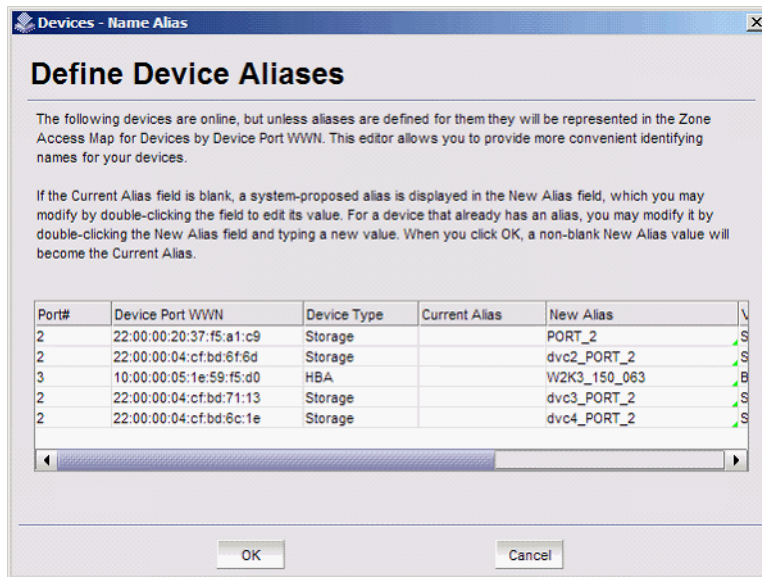 Devices - Name Alias
Define Device Aliases
The following devices are online, but unless aliases are defined for them they will be represented in the Zone
Access Map for Devices by Device Port WWN. This editor allows you to provide more convenient identifying
names for your devices.
If the Current Alias field is blank, a system-proposed alias is displayed in the New Alias field, which you may
modify by double-clicking the field to edit its value. For a device that already has an alias, you may modify it by
double-clicking the New Alias field and typing a new value. When you click OK, a non-blank New Alias value will
become the Current Alias.
Port# Device Port WWN Device Type Current Alias New Alias
2 22:00:00:20:37:f5:a1:c9 Storage PORT_2 S
2 22:00:00:04:cf:bd:6f:6d Storage dvc2_PORT_2 S
3 10:00:00:05:1e:59:f5:d0 HBA W2K3_150_063 B
2 22:00:00:04:cf:bd:71:13 Storage dvc3_PORT_2 S
2 22:00:00:04:cf:bd:6c:1e Storage dvc4_PORT_2 S
OK Cancel